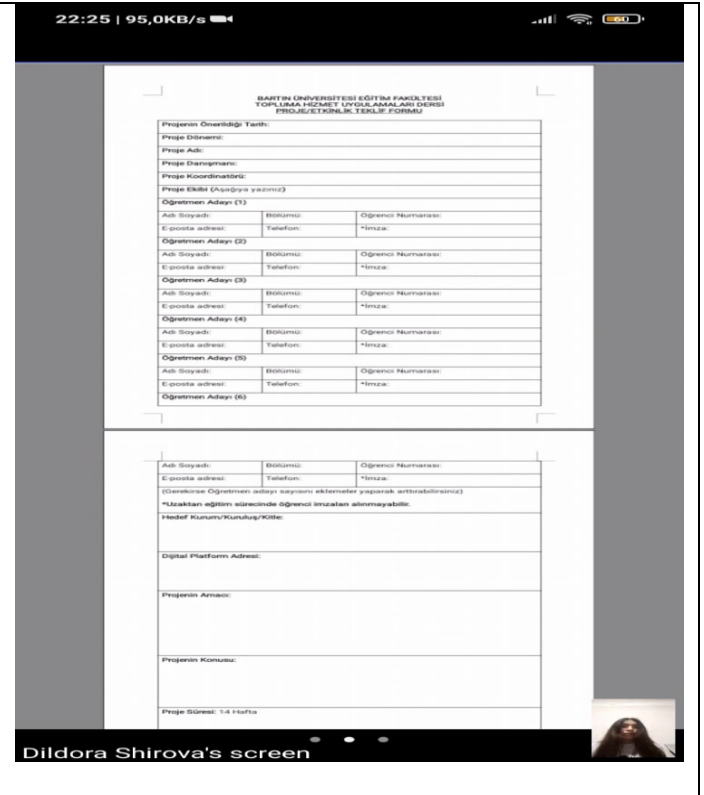 22:25 | 95,0KB/s
60
BARTIN ÜNİVERSİTESİ EĞİTİM FAKÜLTESİ
TOPLUMA HİZMET UYGULAMALARI DERSİ
PROJE/ETKİNLİK TEKLİF FORMU
Projenin Önerildiği Tarih:
Proje Dönemi:
Proje Adı:
Proje Danışmanı:
Proje Koordinatörü:
Proje Ekibi (Aşağıya yazınız)
Öğretmen Adayı (1)
Adı Soyadı: Bölümü: Öğrenci Numarası:
E-posta adresi: Telefon: *İmza:
Öğretmen Adayı (2)
Adı Soyadı: Bölümü: Öğrenci Numarası:
E-posta adresi: Telefon: *İmza:
Öğretmen Adayı (3)
Adı Soyadı: Bölümü: Öğrenci Numarası:
E-posta adresi: Telefon: *İmza:
Öğretmen Adayı (4)
Adı Soyadı: Bölümü: Öğrenci Numarası:
E-posta adresi: Telefon: *İmza:
Öğretmen Adayı (5)
Adı Soyadı: Bölümü: Öğrenci Numarası:
E-posta adresi: Telefon: *İmza:
Öğretmen Adayı (6)
Adı Soyadı: Bölümü: Öğrenci Numarası:
E-posta adresi: Telefon: *İmza:
(Gerekirse Öğretmen adayı sayısını eklemeler yaparak arttırabilirsiniz)
*Uzaktan eğitim sürecinde öğrenci imzaları alınmayabilir.
Hedef Kurum/Kuruluş/Kitle:
Dijital Platform Adresi:
Projenin Amacı:
Projenin Konusu:
Proje Süresi: 14 Hafta
Dildora Shirova's screen